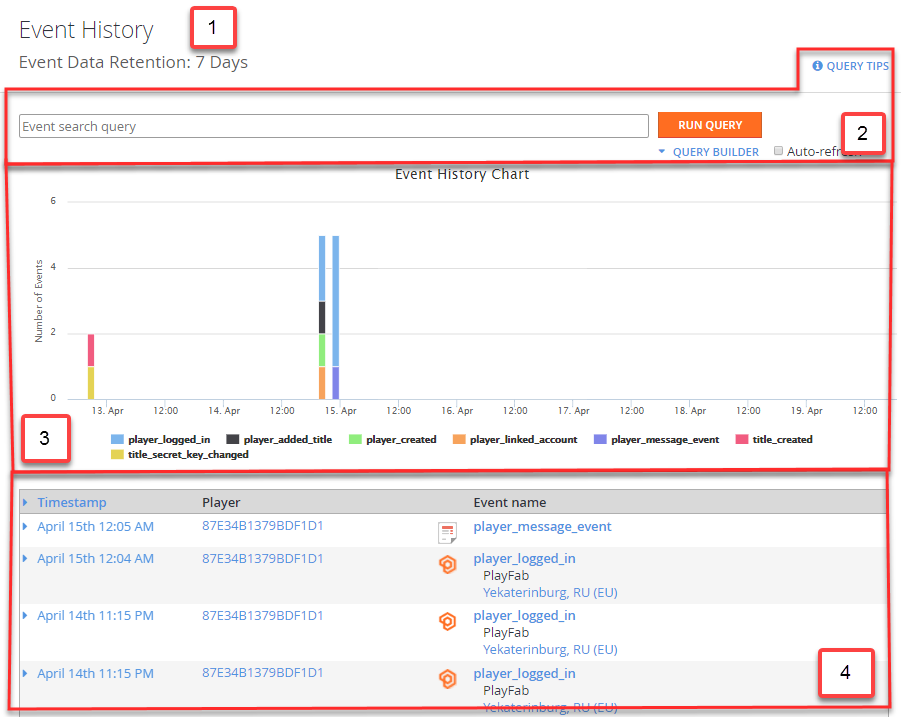 Event History
1
Event Data Retention: 7 Days
QUERY TIPS
Event search query
RUN QUERY
2
QUERY BUILDER
Auto-refresh
Event History Chart
Number of Events
6
4
2
0
13. Apr 12:00 14. Apr 12:00 15. Apr 12:00 16. Apr 12:00 17. Apr 12:00 18. Apr 12:00 19. Apr 12:00
3
player_logged_in player_added_title player_created player_linked_account player_message_event title_created
title_secret_key_changed
Timestamp Player Event name
April 15th 12:05 AM 87E34B1379BDF1D1 player_message_event
April 15th 12:04 AM 87E34B1379BDF1D1 player_logged_in
PlayFab
Yekaterinburg, RU (EU)
April 14th 11:15 PM 87E34B1379BDF1D1 player_logged_in
PlayFab
Yekaterinburg, RU (EU)
April 14th 11:15 PM 87E34B1379BDF1D1 player_logged_in
4
PlayFab
Yekaterinburg, RU (EU)